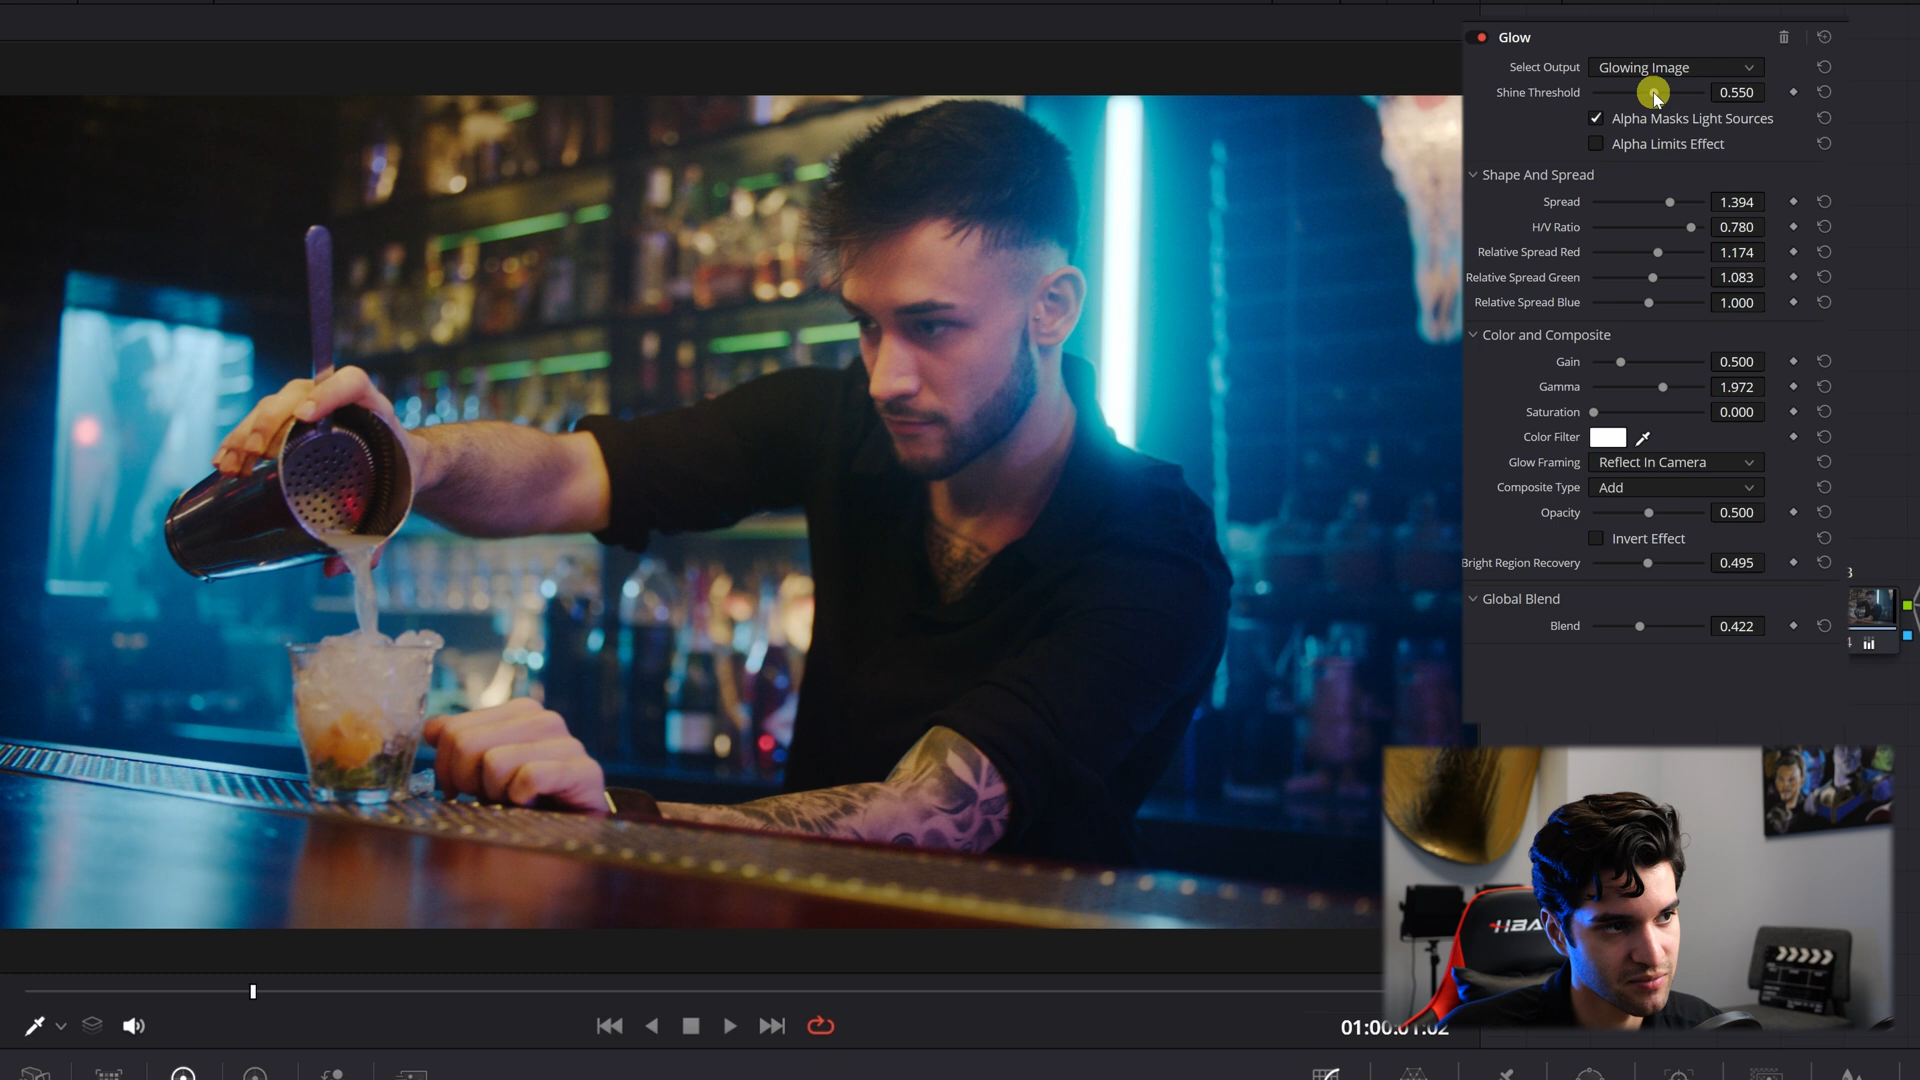 Glow
Select Output Glowing Image
Shine Threshold 0.550
Alpha Masks Light Sources
Alpha Limits Effect
Shape And Spread
Spread 1.394
H/V Ratio 0.780
Relative Spread Red 1.174
Relative Spread Green 1.083
Relative Spread Blue 1.000
Color and Composite
Gain 0.500
Gamma 1.972
Saturation 0.000
Color Filter
Glow Framing Reflect In Camera
Composite Type Add
Opacity 0.500
Invert Effect
Bright Region Recovery 0.495
Global Blend
Blend 0.422
01:00:01:02